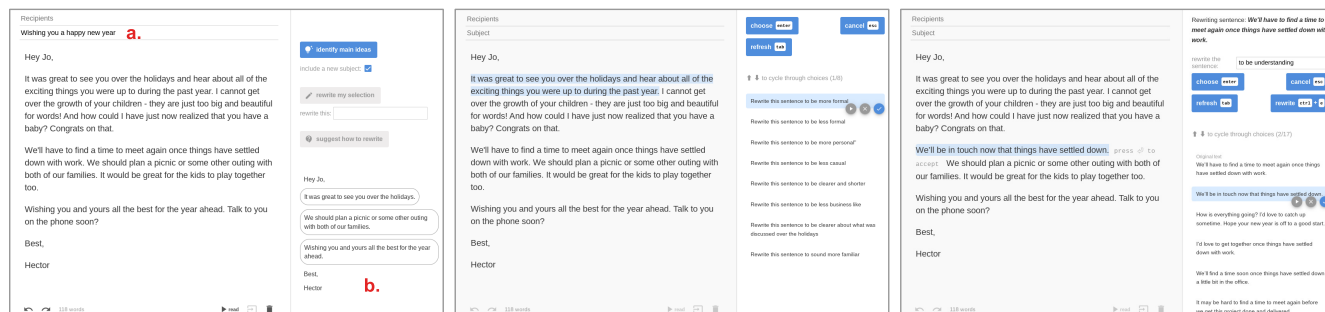 Recipients
Wishing you a happy new year
a.
Hey Jo,
It was great to see you over the holidays and hear about all of the
exciting things you were up to during the past year. I cannot get
over the growth of your children - they are just too big and beautiful
for words! And how could I have just now realized that you have a
baby? Congrats on that.
We'll have to find a time to meet again once things have settled
down with work. We should plan a picnic or some other outing with
both of our families. It would be great for the kids to play together
too.
Wishing you and yours all the best for the year ahead. Talk to you
on the phone soon?
Best,
Hector
118 words
read
identify main ideas
include a new subject:
rewrite my selection
rewrite this:
suggest how to rewrite
Hey Jo,
It was great to see you over the holidays.
We should plan a picnic or some other outing
with both of our families.
Wishing you and yours all the best for the year
ahead.
Best,
Hector
b.
Recipients
Subject
Hey Jo,
It was great to see you over the holidays and hear about all of the
exciting things you were up to during the past year. I cannot get
over the growth of your children - they are just too big and beautiful
for words! And how could I have just now realized that you have a
baby? Congrats on that.
We'll have to find a time to meet again once things have settled
down with work. We should plan a picnic or some other outing with
both of our families. It would be great for the kids to play together
too.
Wishing you and yours all the best for the year ahead. Talk to you
on the phone soon?
Best,
Hector
118 words
read
choose enter
cancel esc
refresh tab
to cycle through choices (1/8)
Rewrite this sentence to be more formal
Rewrite this sentence to be less formal
Rewrite this sentence to be more personal"
Rewrite this sentence to be less casual
Rewrite this sentence to be clearer and shorter
Rewrite this sentence to be less business like
Rewrite this sentence to be clearer about what was
discussed over the holidays
Rewrite this sentence to sound more familiar
Recipients
Subject
Hey Jo,
It was great to see you over the holidays and hear about all of the
exciting things you were up to during the past year. I cannot get
over the growth of your children - they are just too big and beautiful
for words! And how could I have just now realized that you have a
baby? Congrats on that.
We'll be in touch now that things have settled down. press ⏎ to
accept We should plan a picnic or some other outing with both of
our families. It would be great for the kids to play together too.
Wishing you and yours all the best for the year ahead. Talk to you
on the phone soon?
Best,
Hector
118 words
read
Rewriting sentence: We'll have to find a time to
meet again once things have settled down with
work.
rewrite the
sentence:
to be understanding
choose enter
cancel esc
refresh tab
rewrite ctrl + e
to cycle through choices (2/17)
Original text
We'll have to find a time to meet again once things
have settled down with work.
We'll be in touch now that things have settled down.
How is everything going? I'd love to catch up
sometime. Hope your new year is off to a good start.
I'd love to get together once things have settled
down with work.
We'll find a time soon once things have settled down
a little bit in the office.
It may be hard to find a time to meet again before
we get this project done and delivered.